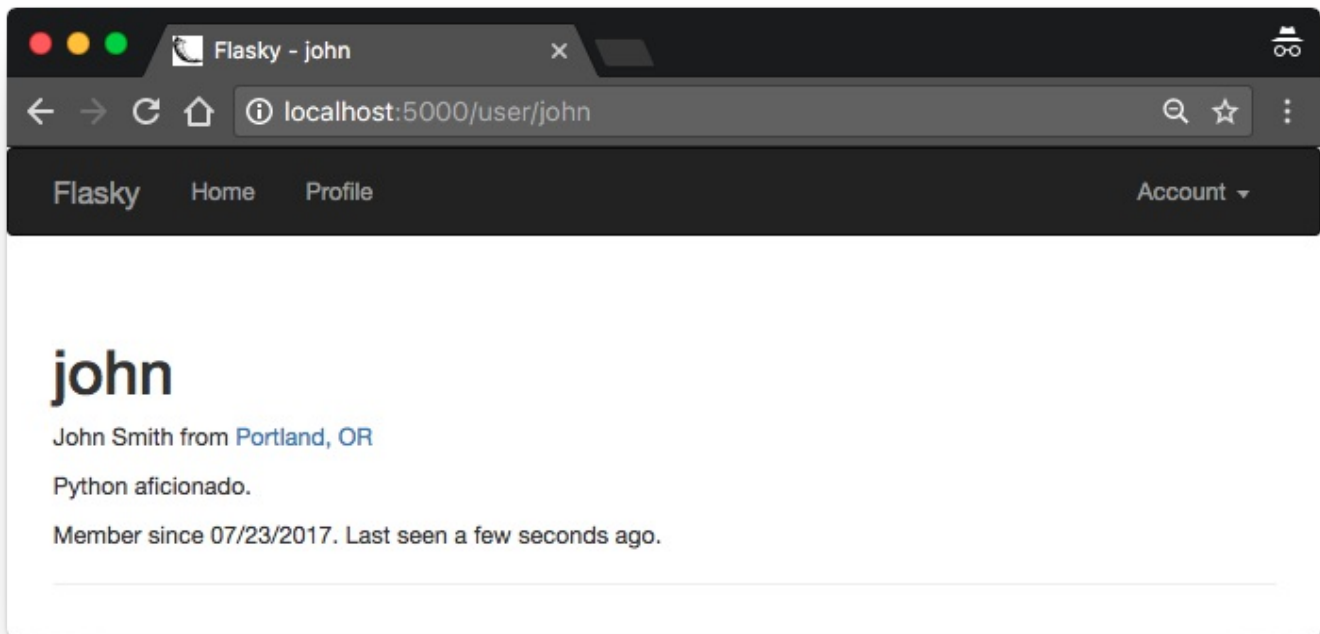 Flasky - john
localhost:5000/user/john
Flasky Home Profile Account
john
John Smith from Portland, OR
Python aficionado.
Member since 07/23/2017. Last seen a few seconds ago.